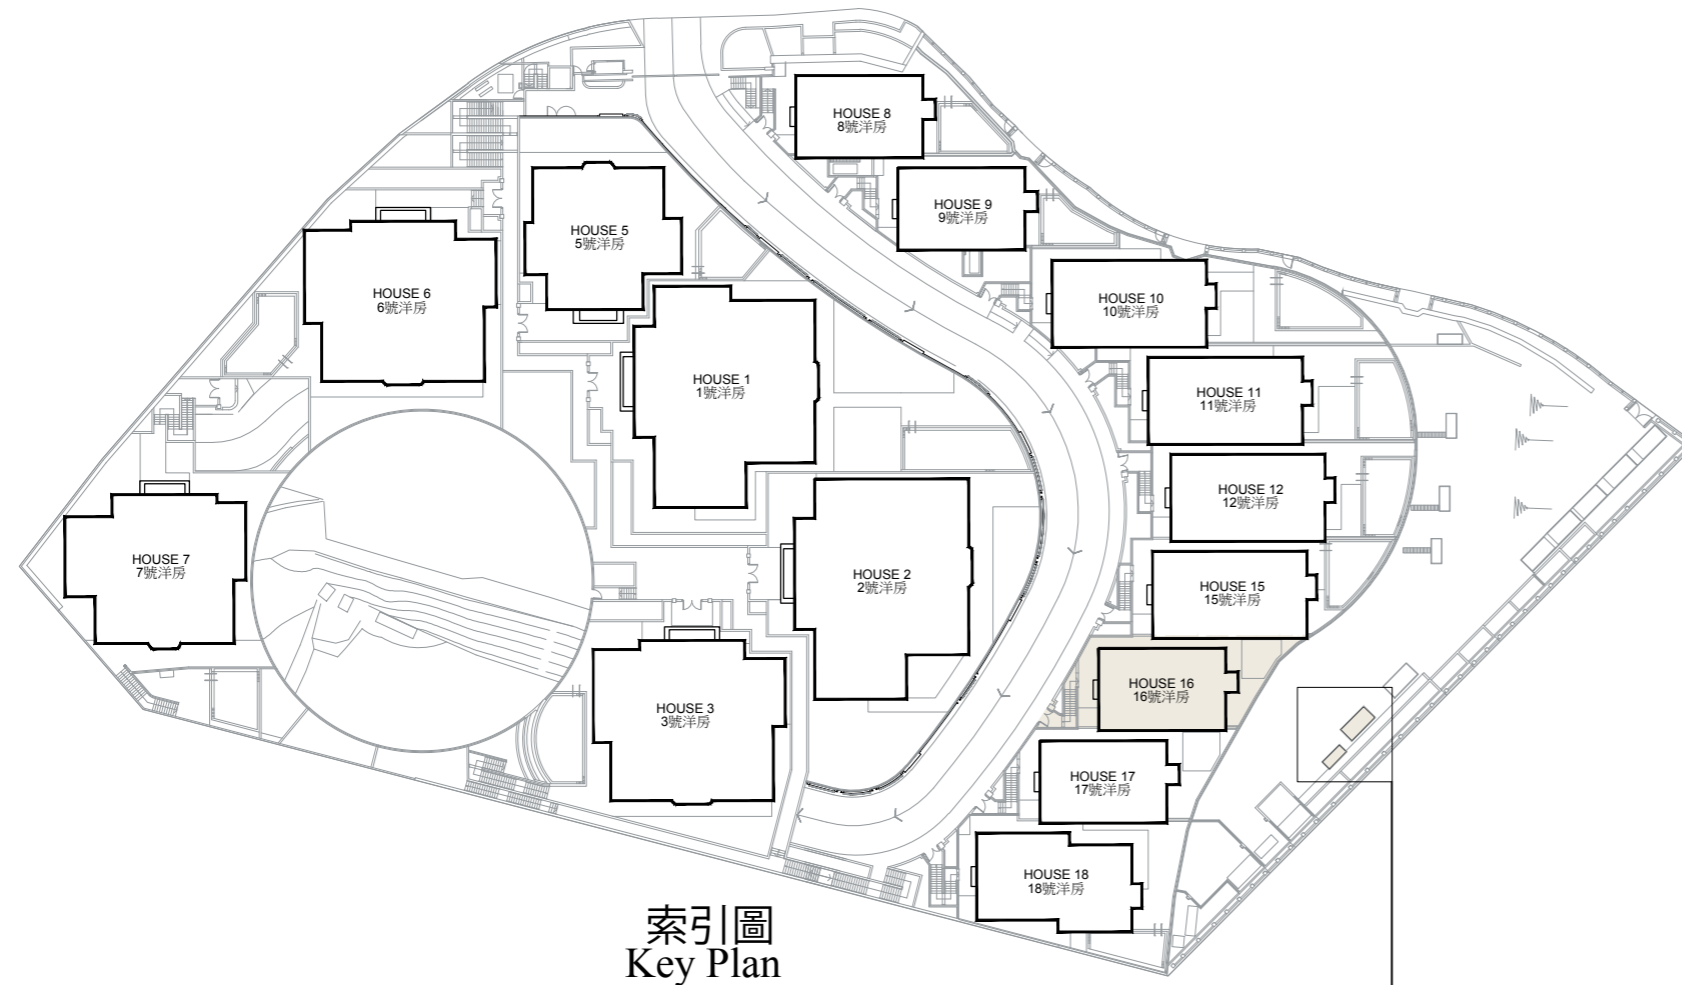 HOUSE 8
8號洋房
HOUSE 9
9號洋房
HOUSE 5
5號洋房
HOUSE 6
6號洋房
HOUSE 10
10號洋房
HOUSE 1
1號洋房
HOUSE 11
11號洋房
HOUSE 12
12號洋房
HOUSE 7
7號洋房
HOUSE 2
2號洋房
HOUSE 15
15號洋房
HOUSE 16
16號洋房
HOUSE 3
3號洋房
HOUSE 17
17號洋房
HOUSE 18
18號洋房
索引圖
Key Plan